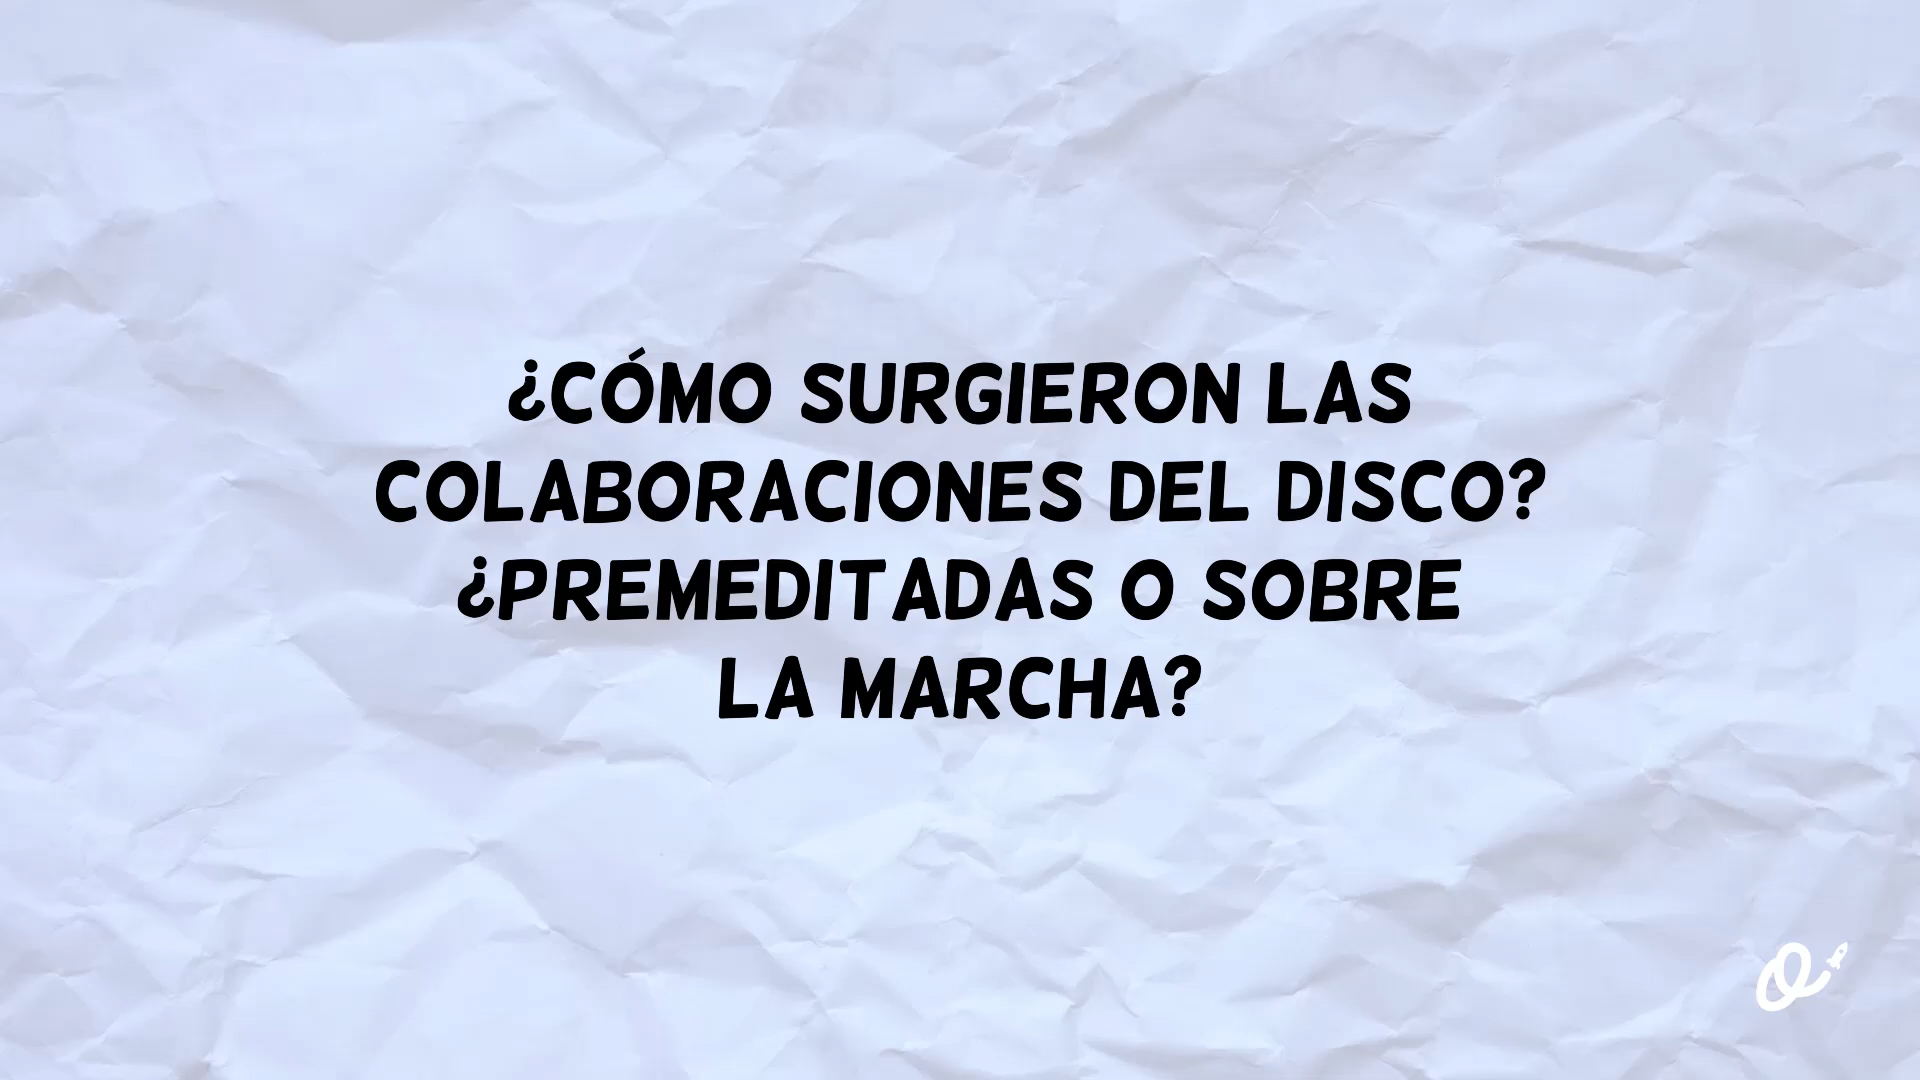 ¿CÓMO SURGIERON LAS
COLABORACIONES DEL DISCO?
¿PREMEDITADAS O SOBRE
LA MARCHA?